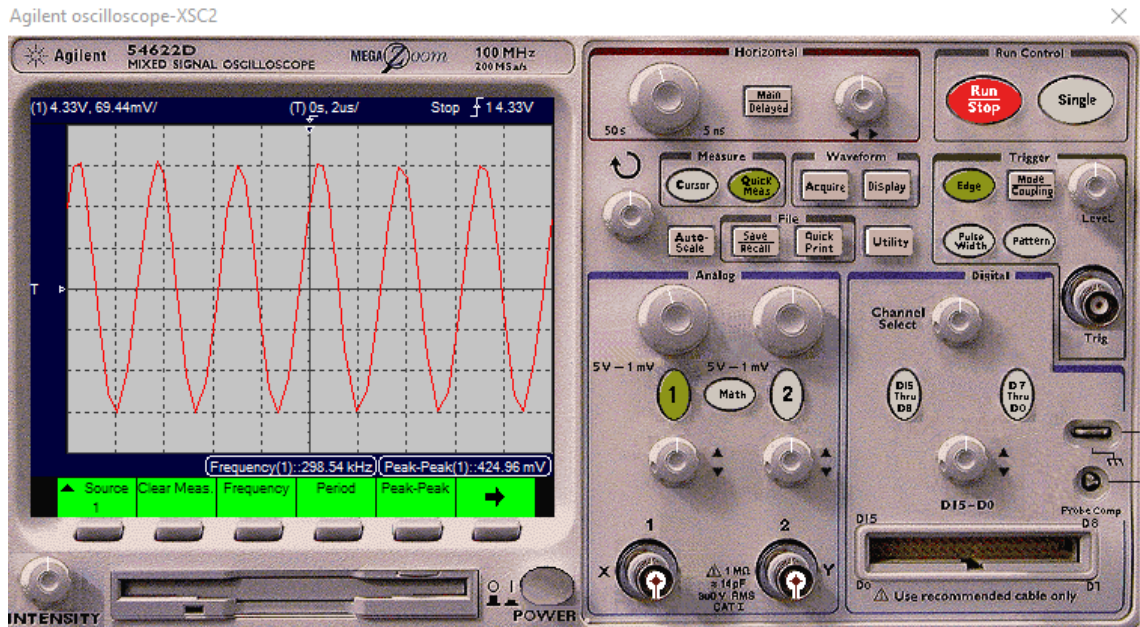 Agilent oscilloscope-XSC2
Agilent 54622D MEGA Zoom 100 MHz
MIXED SIGNAL OSCILLOSCOPE 200 MSa/s
(1) 4.33V, 69.44mV/ (T) 0s, 2us/ Stop 1 4.33V
T
Frequency(1)::298.54 kHz Peak-Peak(1)::424.96 mV
Source Clear Meas. Frequency Period Peak-Peak
1
INTENSITY
POWER
Horizontal
Main
Delayed
50 s 5 ns
Run Control
Run
Stop
Single
Measure
Cursor
Quick
Meas
Waveform
Acquire
Display
File
Auto-
Scale
Save
Recall
Quick
Print
Utility
Trigger
Edge
Mode
Coupling
Level
Pulse
Width
Pattern
Trig
Analog
5V – 1 mV 5V – 1 mV
1 Math 2
1 2
X Y
1 MΩ
≈ 14pF
300V RMS
CAT I
Digital
Channel
Select
D15
Thru
D8
D7
Thru
D0
D15-D0
Probe Comp
D15 D8
D0 D7
Use recommended cable only